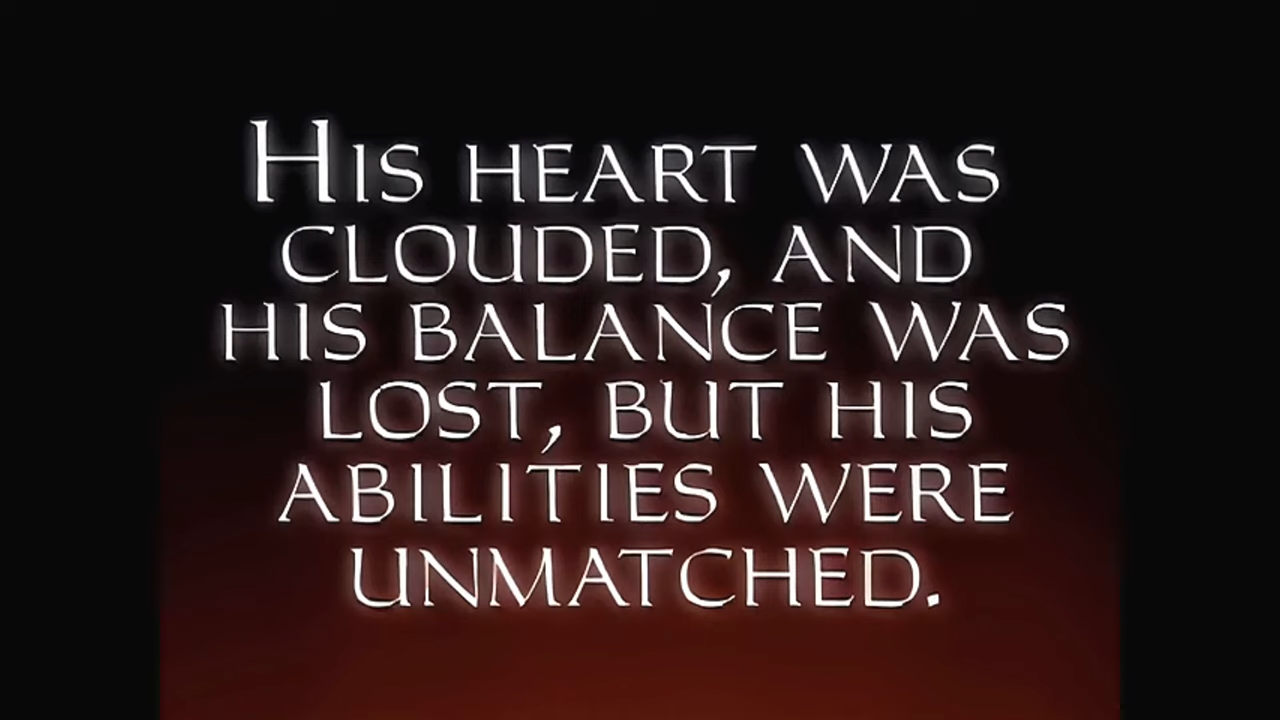 His heart was
clouded, and
his balance was
lost, but his
abilities were
unmatched.